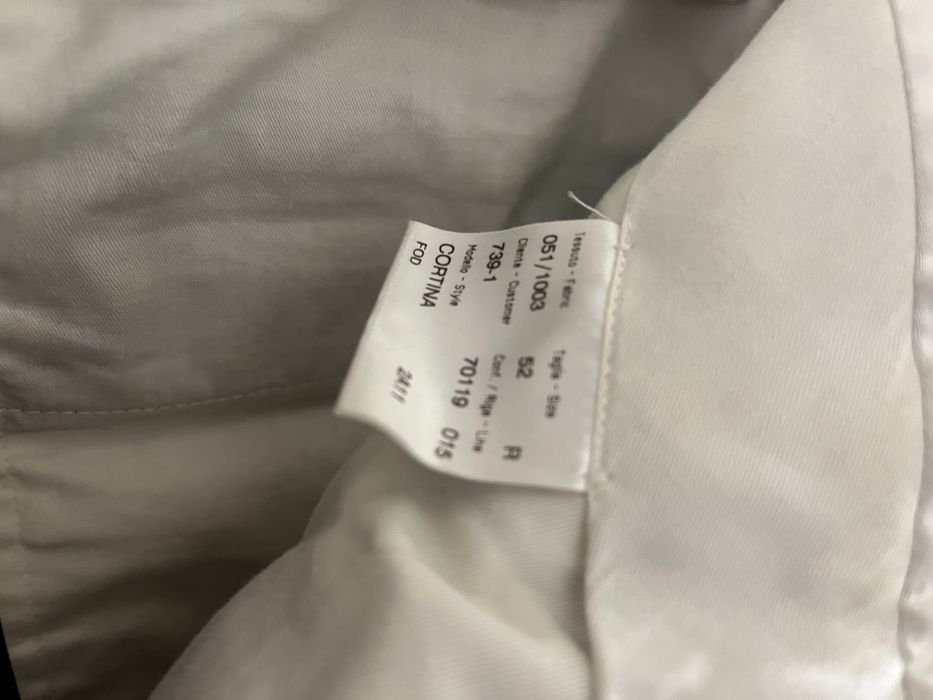 Tessuto - Fabric Taglia - Size
051/1003 52 R
Cliente - Customer Conf. / Riga - Line
739-1 70119 015
Modello - Style
CORTINA
FOD